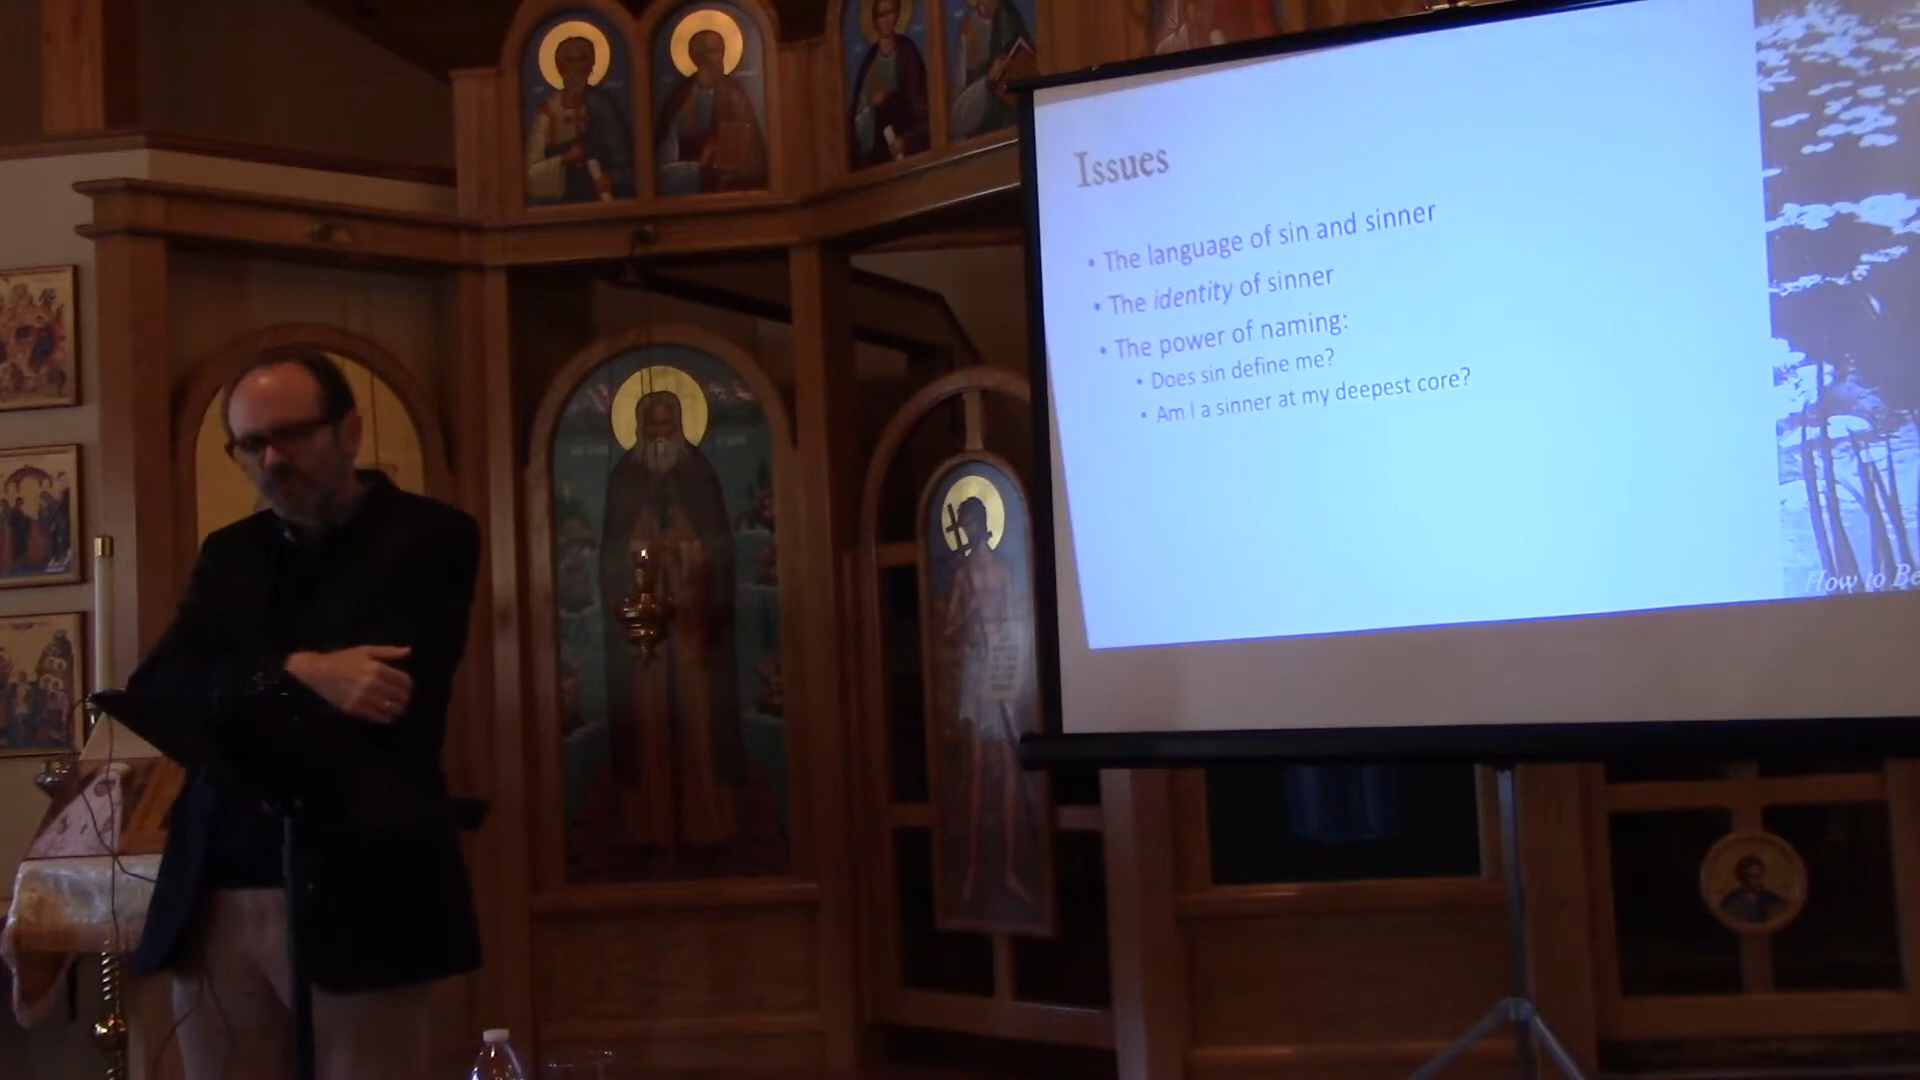 Issues
• The language of sin and sinner
• The identity of sinner
• The power of naming:
• Does sin define me?
• Am I a sinner at my deepest core?
How to Be